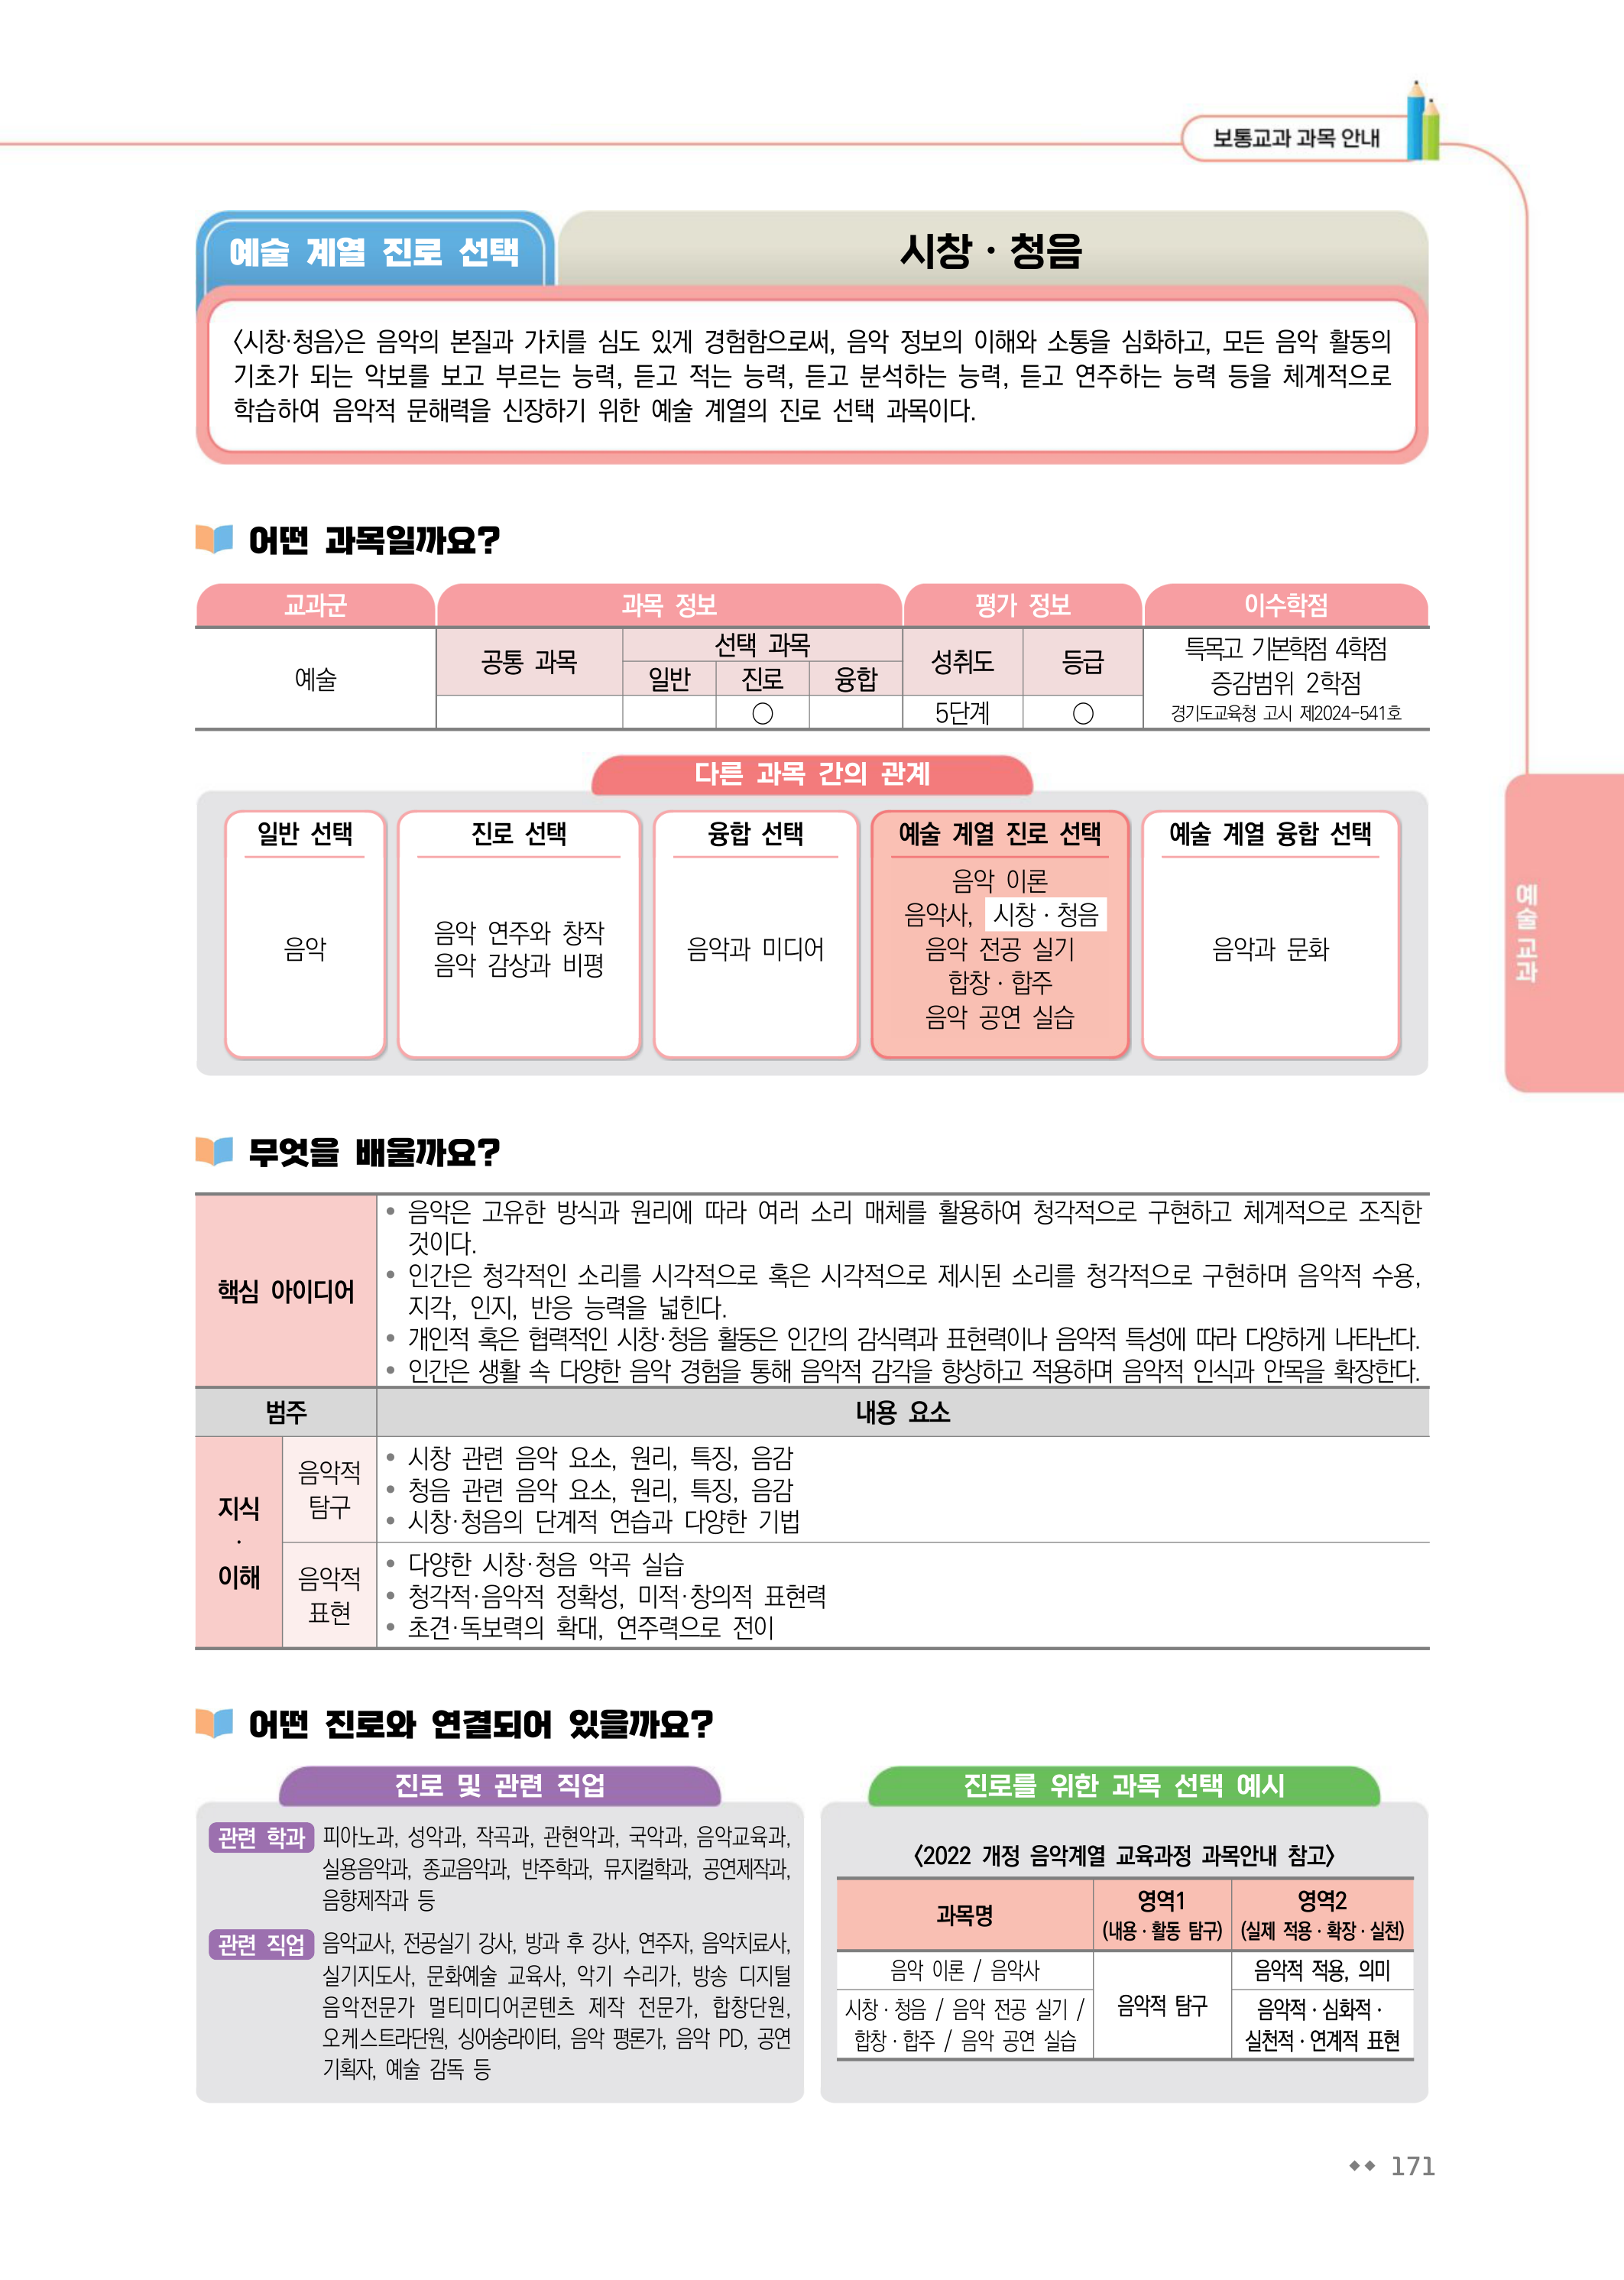 보통교과 과목 안내
예술 계열 진로 선택
시창 · 청음
〈시창·청음〉은 음악의 본질과 가치를 심도 있게 경험함으로써, 음악 정보의 이해와 소통을 심화하고, 모든 음악 활동의
기초가 되는 악보를 보고 부르는 능력, 듣고 적는 능력, 듣고 분석하는 능력, 듣고 연주하는 능력 등을 체계적으로
학습하여 음악적 문해력을 신장하기 위한 예술 계열의 진로 선택 과목이다.
어떤 과목일까요?
교과군 과목 정보 평가 정보 이수학점
예술
공통 과목
선택 과목
일반 진로 융합
성취도 등급
○ 5단계 ○
특목고 기본학점 4학점
증감범위 2학점
경기도교육청 고시 제2024-541호
다른 과목 간의 관계
일반 선택
음악
진로 선택
음악 연주와 창작
음악 감상과 비평
융합 선택
음악과 미디어
예술 계열 진로 선택
음악 이론
음악사, 시창 · 청음
음악 전공 실기
합창 · 합주
음악 공연 실습
예술 계열 융합 선택
음악과 문화
예술 교과
무엇을 배울까요?
핵심 아이디어
• 음악은 고유한 방식과 원리에 따라 여러 소리 매체를 활용하여 청각적으로 구현하고 체계적으로 조직한
것이다.
• 인간은 청각적인 소리를 시각적으로 혹은 시각적으로 제시된 소리를 청각적으로 구현하며 음악적 수용,
지각, 인지, 반응 능력을 넓힌다.
• 개인적 혹은 협력적인 시창·청음 활동은 인간의 감식력과 표현력이나 음악적 특성에 따라 다양하게 나타난다.
• 인간은 생활 속 다양한 음악 경험을 통해 음악적 감각을 향상하고 적용하며 음악적 인식과 안목을 확장한다.
범주 내용 요소
지식
·
이해
음악적
탐구
• 시창 관련 음악 요소, 원리, 특징, 음감
• 청음 관련 음악 요소, 원리, 특징, 음감
• 시창·청음의 단계적 연습과 다양한 기법
음악적
표현
• 다양한 시창·청음 악곡 실습
• 청각적·음악적 정확성, 미적·창의적 표현력
• 초견·독보력의 확대, 연주력으로 전이
어떤 진로와 연결되어 있을까요?
진로 및 관련 직업
관련 학과 피아노과, 성악과, 작곡과, 관현악과, 국악과, 음악교육과,
실용음악과, 종교음악과, 반주학과, 뮤지컬학과, 공연제작과,
음향제작과 등
관련 직업 음악교사, 전공실기 강사, 방과 후 강사, 연주자, 음악치료사,
실기지도사, 문화예술 교육사, 악기 수리가, 방송 디지털
음악전문가 멀티미디어콘텐츠 제작 전문가, 합창단원,
오케스트라단원, 싱어송라이터, 음악 평론가, 음악 PD, 공연
기획자, 예술 감독 등
진로를 위한 과목 선택 예시
〈2022 개정 음악계열 교육과정 과목안내 참고〉
과목명
영역1
(내용 · 활동 탐구)
영역2
(실제 적용 · 확장 · 실천)
음악 이론 / 음악사
음악적 탐구
음악적 적용, 의미
시창 · 청음 / 음악 전공 실기 /
합창 · 합주 / 음악 공연 실습
음악적 · 심화적 ·
실천적 · 연계적 표현
171